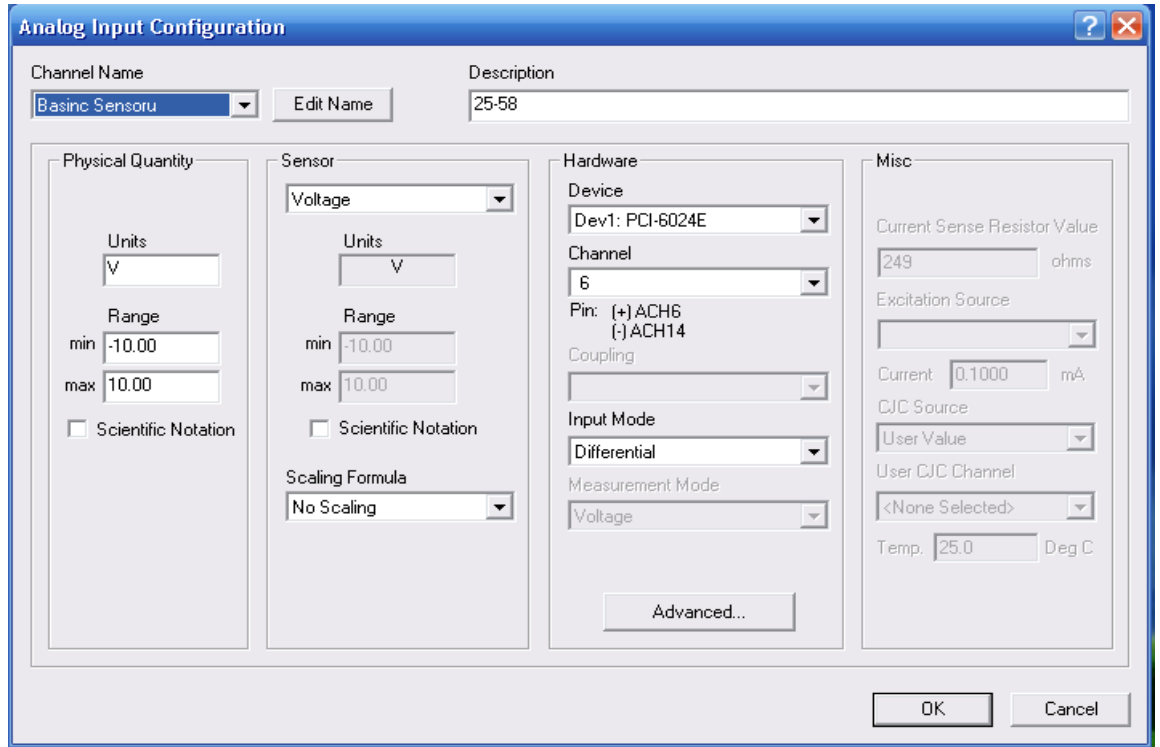 Analog Input Configuration
Channel Name
Description
Basinc Sensoru
Edit Name
25-58
Physical Quantity
Units
V
Range
min -10.00
max 10.00
Scientific Notation
Sensor
Voltage
Units
V
Range
min -10.00
max 10.00
Scientific Notation
Scaling Formula
No Scaling
Hardware
Device
Dev1: PCI-6024E
Channel
6
Pin: (+) ACH6
(-) ACH14
Coupling
Input Mode
Differential
Measurement Mode
Voltage
Advanced...
Misc
Current Sense Resistor Value
249 ohms
Excitation Source
Current 0.1000 mA
CJC Source
User Value
User CJC Channel
<None Selected>
Temp. 25.0 Deg C
OK
Cancel